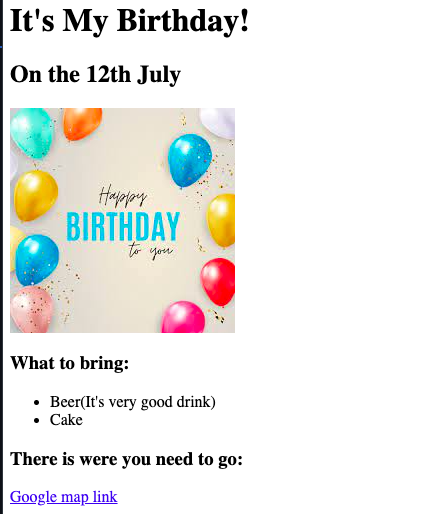 It's My Birthday!
On the 12th July
Happy
BIRTHDAY
to you
What to bring:
Beer(It's very good drink)
Cake
There is were you need to go:
Google map link